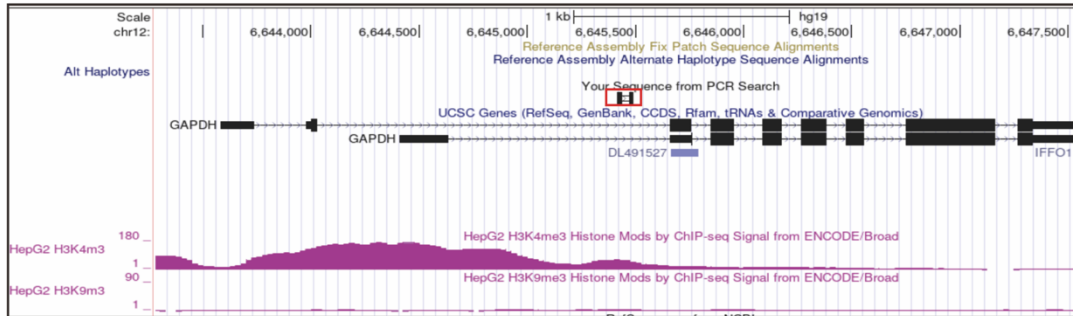 Scale 1 kb hg19
chr12: 6,644,000 6,644,500 6,645,000 6,645,500 6,646,000 6,646,500 6,647,000 6,647,500
Reference Assembly Fix Patch Sequence Alignments
Reference Assembly Alternate Haplotype Sequence Alignments
Alt Haplotypes
Your Sequence from PCR Search
UCSC Genes (RefSeq, GenBank, CCDS, Rfam, tRNAs & Comparative Genomics)
GAPDH
GAPDH
DL491527 IFFO1
180
HepG2 H3K4me3 Histone Mods by ChIP-seq Signal from ENCODE/Broad
HepG2 H3K4m3
1
HepG2 H3K9me3 Histone Mods by ChIP-seq Signal from ENCODE/Broad
90
HepG2 H3K9m3
1